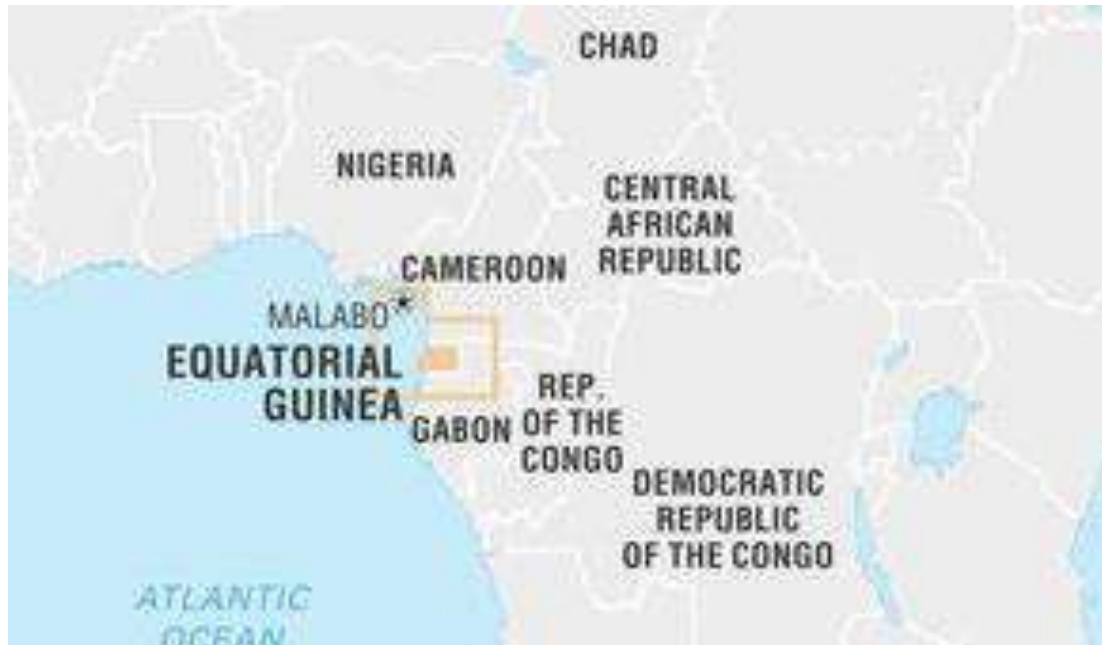 CHAD
NIGERIA
CENTRAL
AFRICAN
REPUBLIC
CAMEROON
MALABO
EQUATORIAL
GUINEA
GABON
REP.
OF THE
CONGO
DEMOCRATIC
REPUBLIC
OF THE CONGO
ATLANTIC
OCEAN